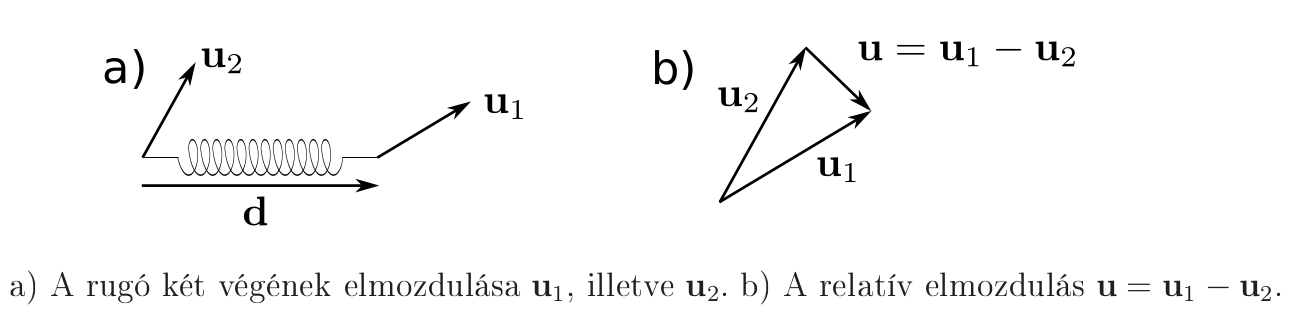 a)
𝐮₂
𝐮₁
𝐝
b)
𝐮₂
𝐮 = 𝐮₁ − 𝐮₂
𝐮₁
a) A rugó két végének elmozdulása 𝐮₁, illetve 𝐮₂. b) A relatív elmozdulás 𝐮 = 𝐮₁ − 𝐮₂.